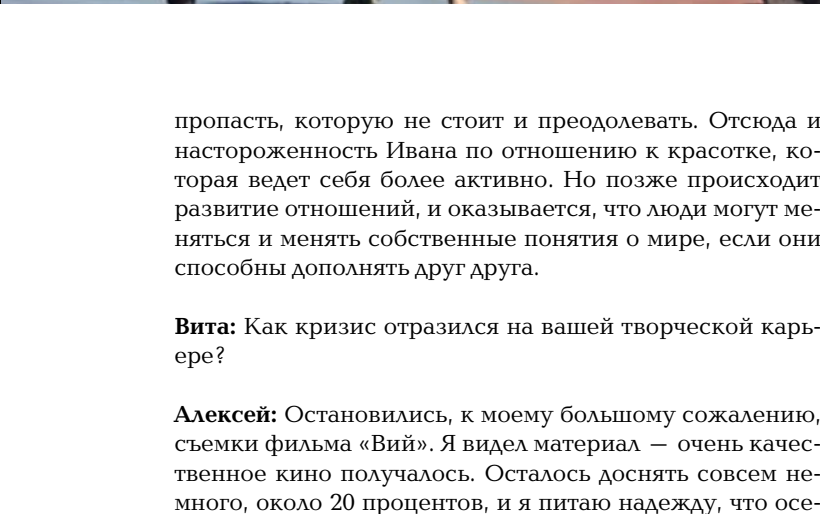 пропасть, которую не стоит и преодолевать. Отсюда и
настороженность Ивана по отношению к красотке, ко-
торая ведет себя более активно. Но позже происходит
развитие отношений, и оказывается, что люди могут ме-
няться и менять собственные понятия о мире, если они
способны дополнять друг друга.
Вита: Как кризис отразился на вашей творческой карь-
ере?
Алексей: Остановились, к моему большому сожалению,
съемки фильма «Вий». Я видел материал — очень качес-
твенное кино получалось. Осталось доснять совсем не-
много, около 20 процентов, и я питаю надежду, что осе-